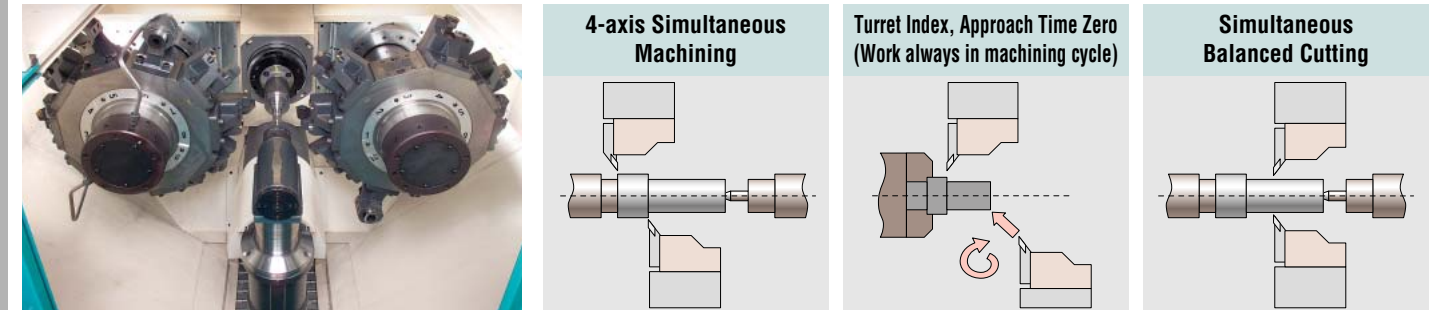 4-axis Simultaneous
Machining
Turret Index, Approach Time Zero
(Work always in machining cycle)
Simultaneous
Balanced Cutting